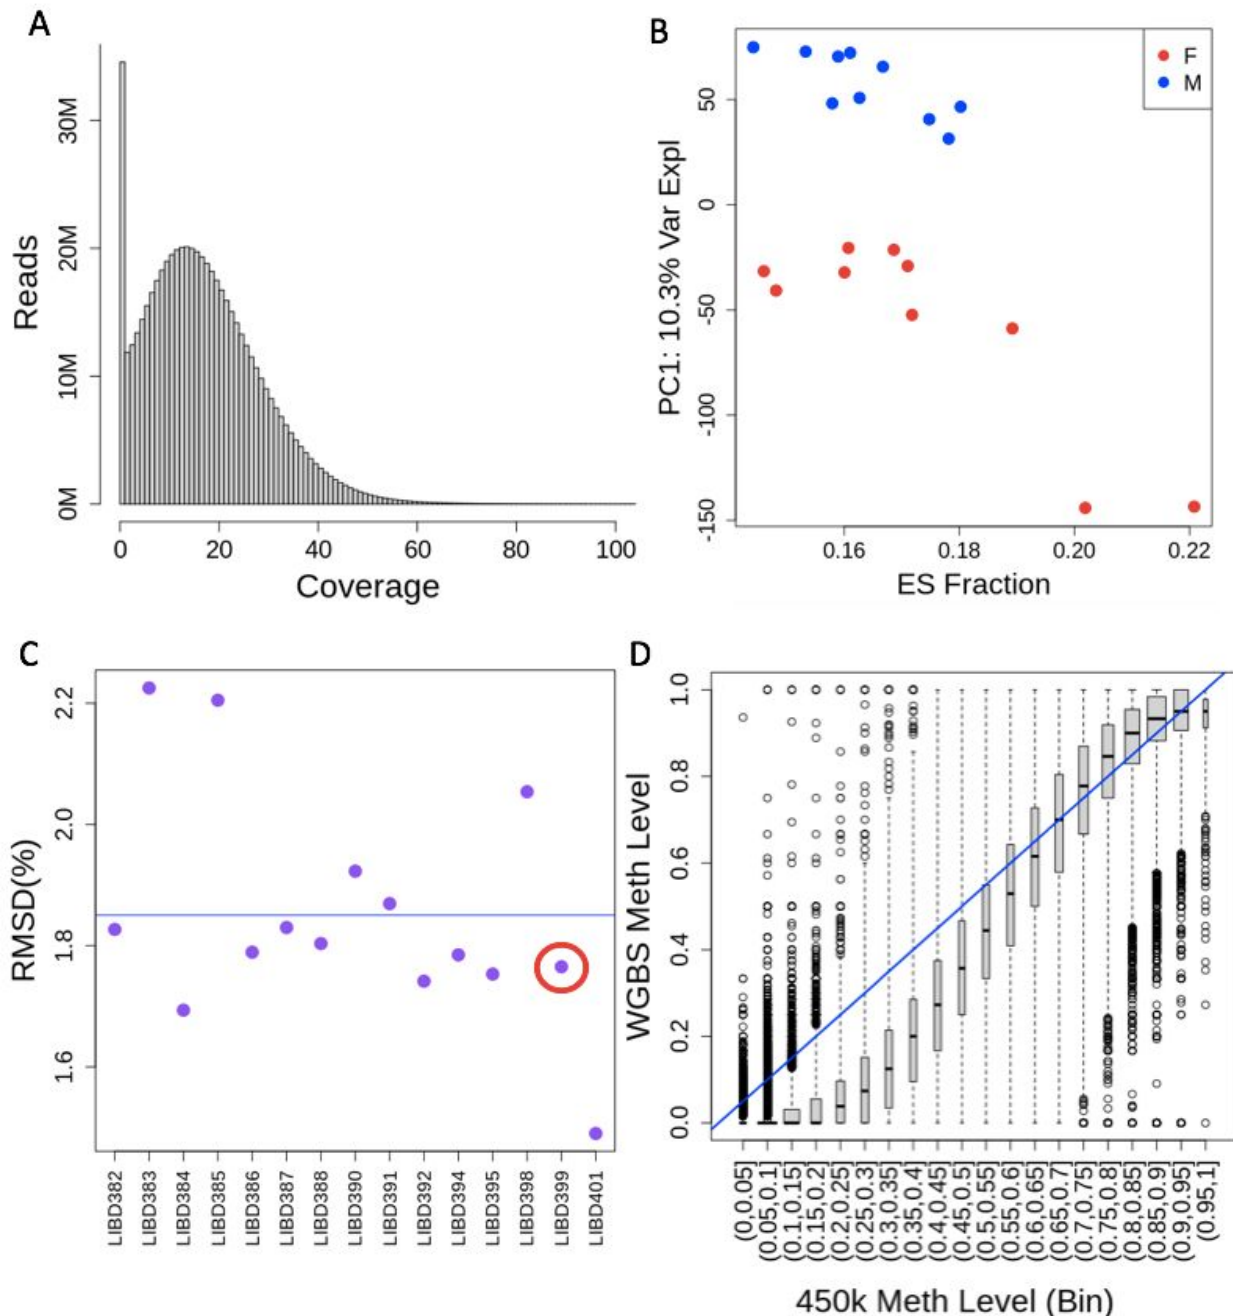 A
30M
20M
10M
0M
Reads
0 20 40 60 80 100
Coverage
B
F
M
50
0
-50
-100
-150
PC1: 10.3% Var Expl
0.16 0.18 0.20 0.22
ES Fraction
C
2.2
2.0
1.8
1.6
RMSD(%)
LIBD382
LIBD383
LIBD384
LIBD385
LIBD386
LIBD387
LIBD388
LIBD390
LIBD391
LIBD392
LIBD394
LIBD395
LIBD398
LIBD399
LIBD401
D
1.0
0.8
0.6
0.4
0.2
0.0
WGBS Meth Level
(0,0.05]
(0.05,0.1]
(0.1,0.15]
(0.15,0.2]
(0.2,0.25]
(0.25,0.3]
(0.3,0.35]
(0.35,0.4]
(0.4,0.45]
(0.45,0.5]
(0.5,0.55]
(0.55,0.6]
(0.6,0.65]
(0.65,0.7]
(0.7,0.75]
(0.75,0.8]
(0.8,0.85]
(0.85,0.9]
(0.9,0.95]
(0.95,1]
450k Meth Level (Bin)